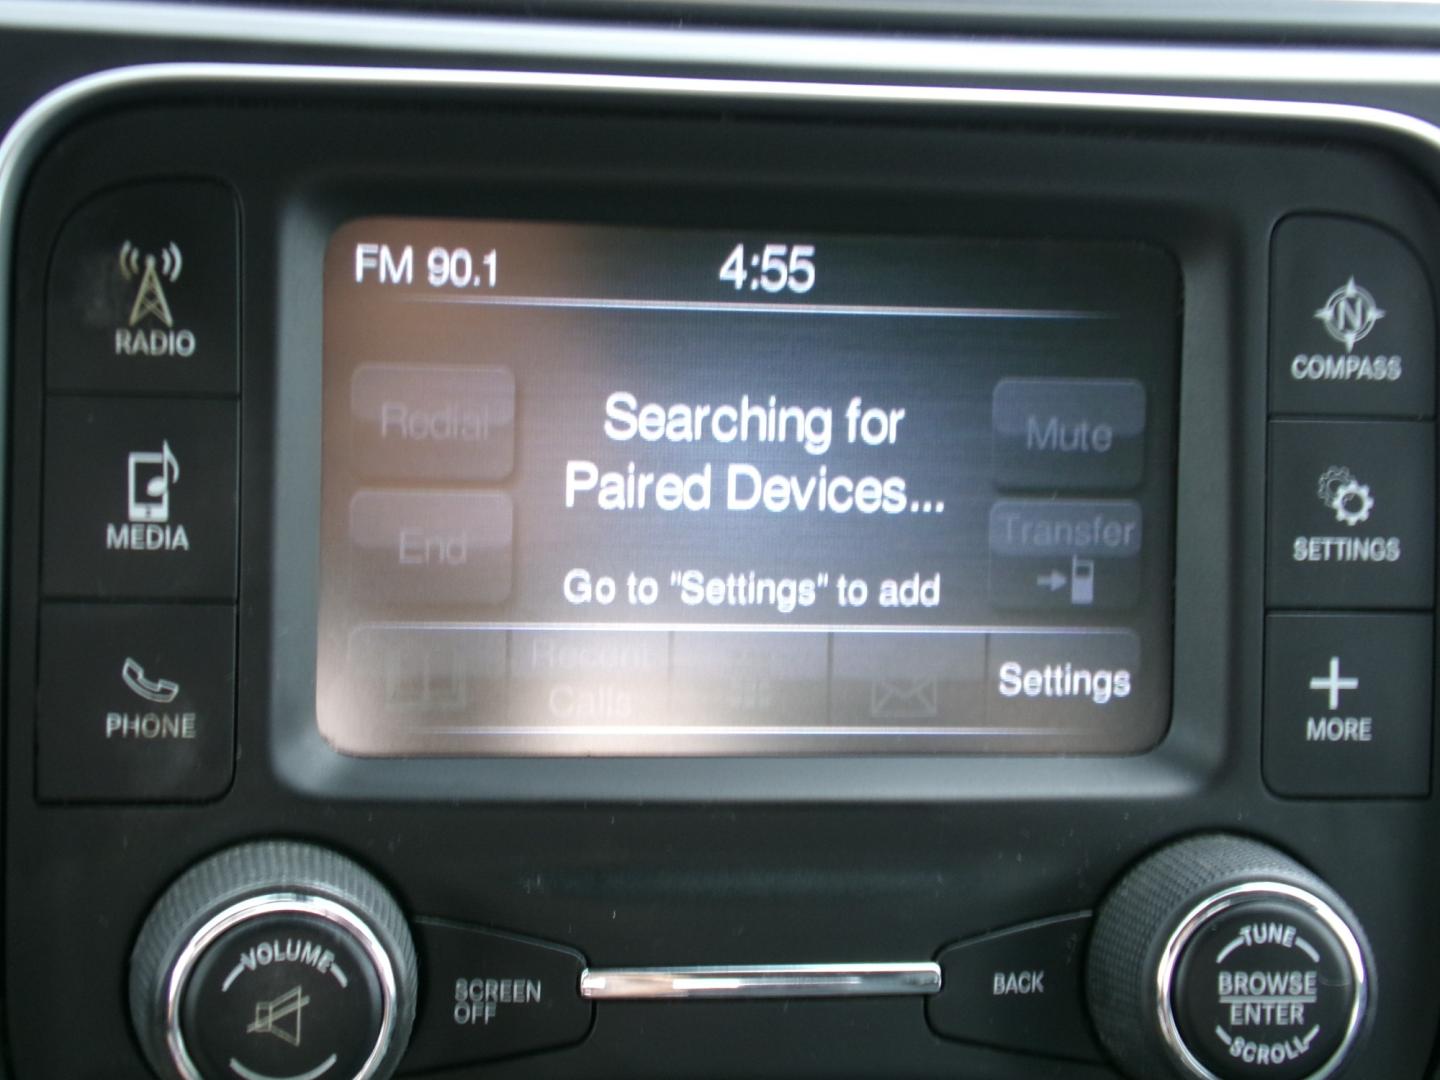 FM 90.1
4:55
RADIO
COMPASS
Redial
Searching for
Mute
Paired Devices...
MEDIA
End
Transfer
SETTINGS
Go to "Settings" to add
Recent
Calls
Settings
PHONE
MORE
VOLUME
SCREEN
OFF
BACK
TUNE
BROWSE
ENTER
SCROLL
N